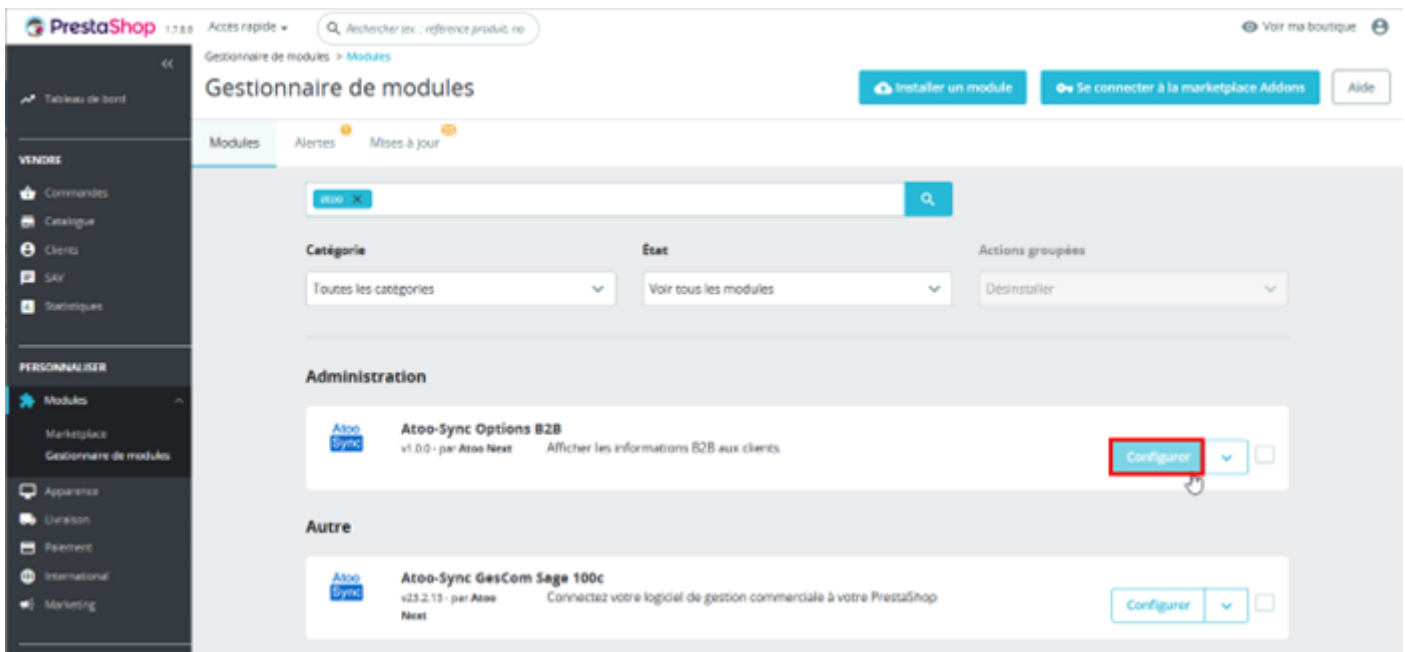 PrestaShop
Accès rapide
Voir ma boutique
Gestionnaire de modules > Modules
Gestionnaire de modules
Installer un module
Se connecter à la marketplace Addons
Aide
Tableau de bord
Modules
Alertes
Mises à jour
VENDRE
Commandes
Catalogue
Clients
SAV
Statistiques
atoo
Catégorie
État
Actions groupées
Toutes les catégories
Voir tous les modules
Désinstaller
PERSONNALISER
Modules
Marketplace
Gestionnaire de modules
Apparence
Livraison
Paiement
International
Marketing
Administration
Atoo
Sync
Atoo-Sync Options B2B
v1.0.0 - par Atoo Next
Afficher les informations B2B aux clients.
Configurer
Autre
Atoo
Sync
Atoo-Sync GesCom Sage 100c
v23.2.13 - par Atoo
Next
Connectez votre logiciel de gestion commerciale à votre PrestaShop
Configurer